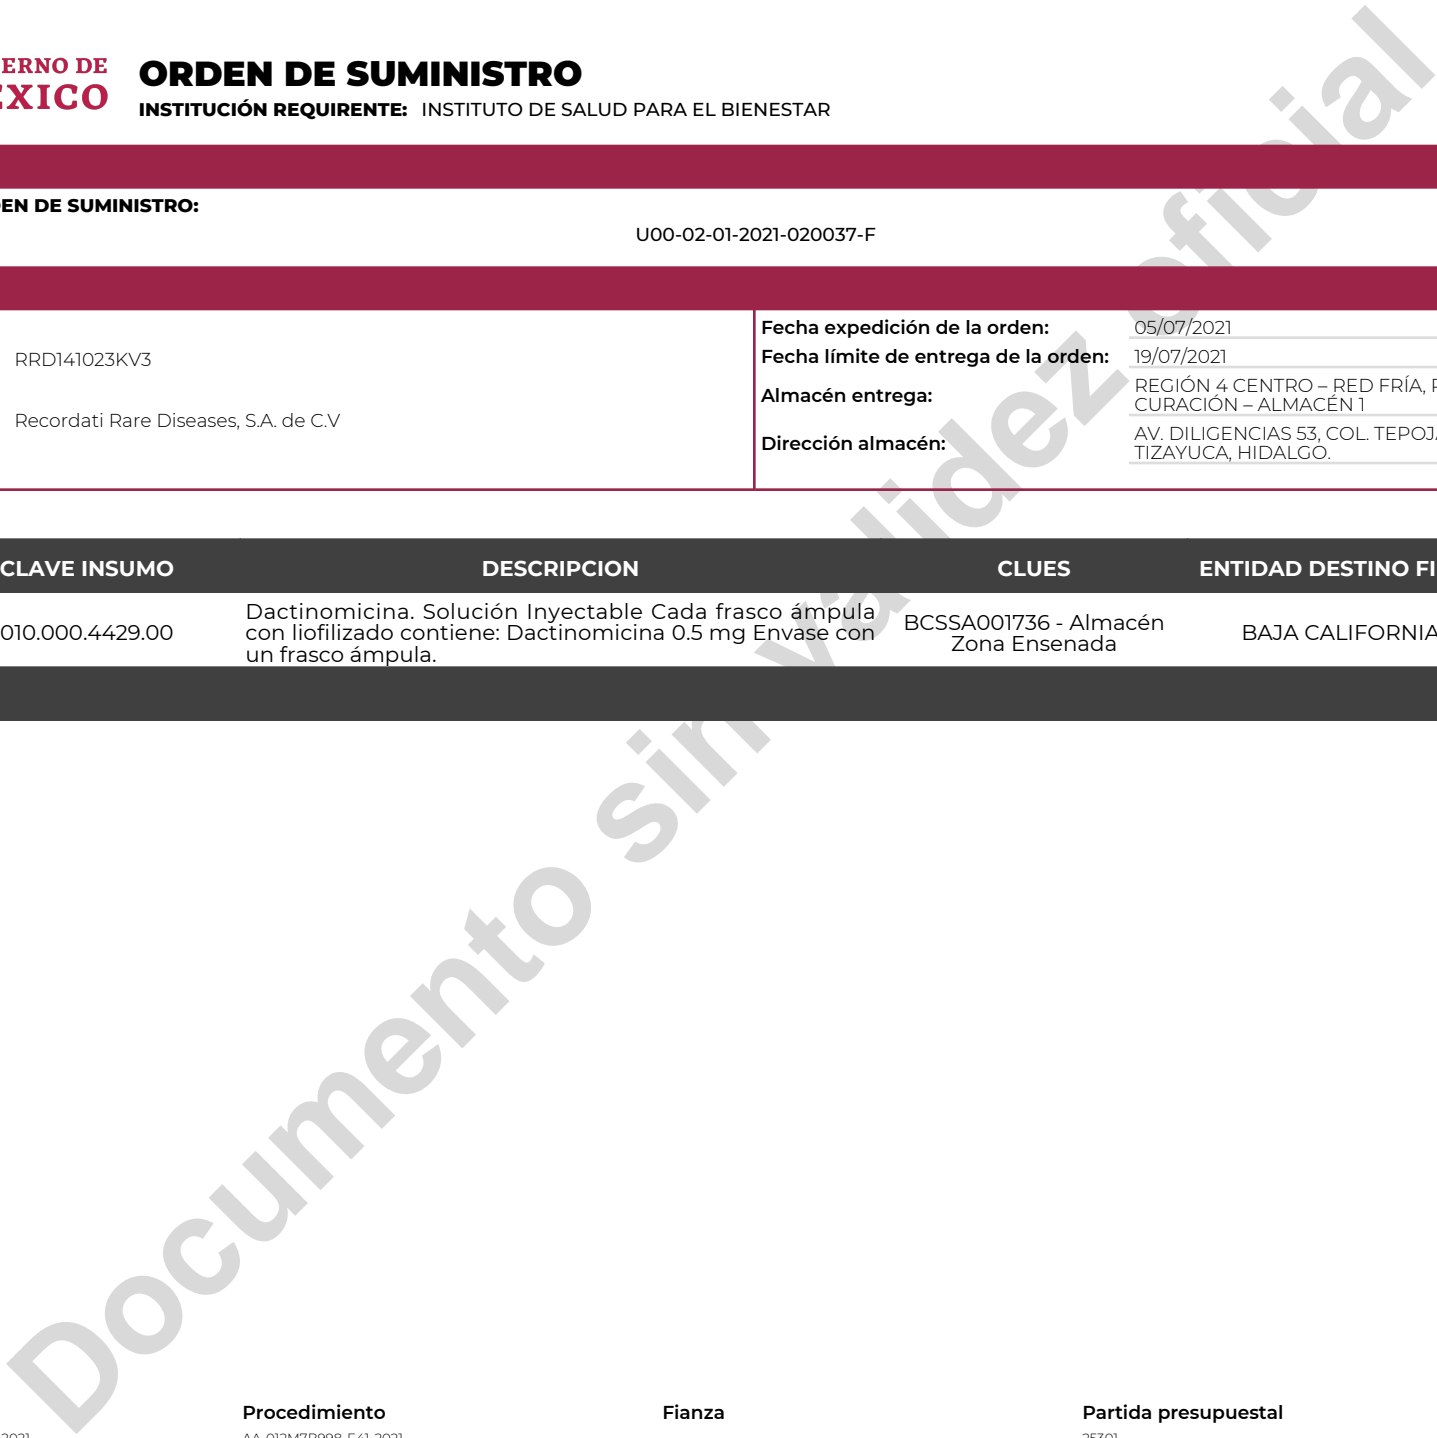 ERNO DE
EXICO
ORDEN DE SUMINISTRO
INSTITUCIÓN REQUIRENTE: INSTITUTO DE SALUD PARA EL BIENESTAR
EN DE SUMINISTRO:
U00-02-01-2021-020037-F
RRD141023KV3
Recordati Rare Diseases, S.A. de C.V
Fecha expedición de la orden: 05/07/2021
Fecha límite de entrega de la orden: 19/07/2021
Almacén entrega: REGIÓN 4 CENTRO – RED FRÍA,
CURACIÓN – ALMACÉN 1
Dirección almacén: AV. DILIGENCIAS 53, COL. TEPOJ
TIZAYUCA, HIDALGO.
CLAVE INSUMO DESCRIPCION CLUES ENTIDAD DESTINO FI
010.000.4429.00
Dactinomicina. Solución Inyectable Cada frasco ámpula
con liofilizado contiene: Dactinomicina 0.5 mg Envase con
un frasco ámpula.
BCSSA001736 - Almacén
Zona Ensenada
BAJA CALIFORNIA
Documento sin validez oficial
Procedimiento Fianza Partida presupuestal